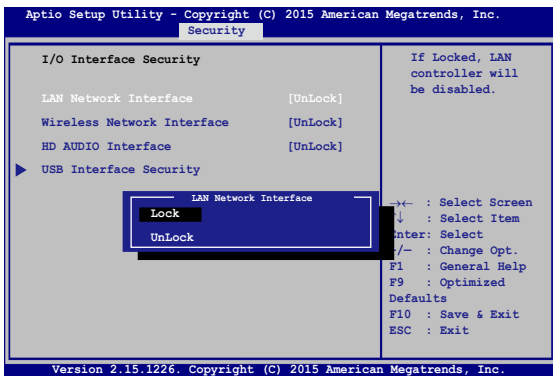 Aptio Setup Utility - Copyright (C) 2015 American Megatrends, Inc.
Security
I/O Interface Security
LAN Network Interface [UnLock]
Wireless Network Interface [UnLock]
HD AUDIO Interface [UnLock]
USB Interface Security
LAN Network Interface
Lock
UnLock
If Locked, LAN
controller will
be disabled.
→← : Select Screen
↑↓ : Select Item
Enter: Select
+/— : Change Opt.
F1 : General Help
F9 : Optimized
Defaults
F10 : Save & Exit
ESC : Exit
Version 2.15.1226. Copyright (C) 2015 American Megatrends, Inc.